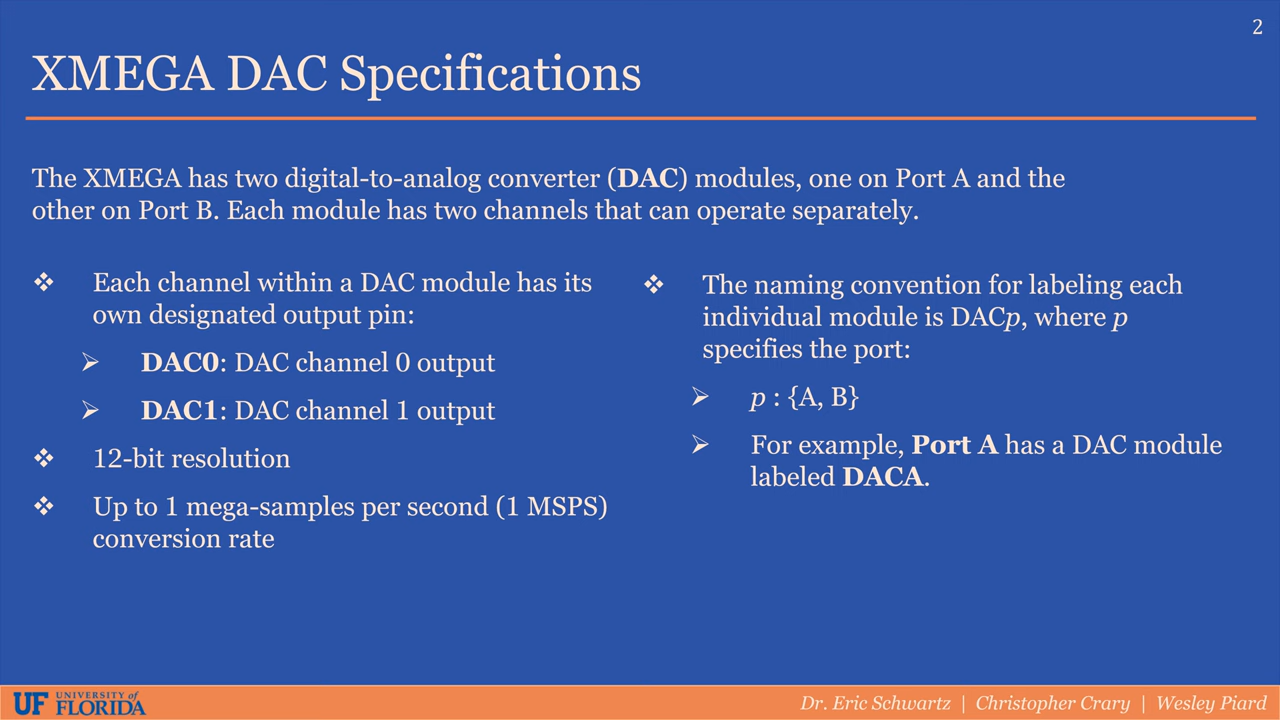 2
XMEGA DAC Specifications
The XMEGA has two digital-to-analog converter (DAC) modules, one on Port A and the
other on Port B. Each module has two channels that can operate separately.
❖ Each channel within a DAC module has its
own designated output pin:
➢ DAC0: DAC channel 0 output
➢ DAC1: DAC channel 1 output
❖ 12-bit resolution
❖ Up to 1 mega-samples per second (1 MSPS)
conversion rate
❖ The naming convention for labeling each
individual module is DACp, where p
specifies the port:
➢ p : {A, B}
➢ For example, Port A has a DAC module
labeled DACA.
UF UNIVERSITY of
FLORIDA
Dr. Eric Schwartz | Christopher Crary | Wesley Piard